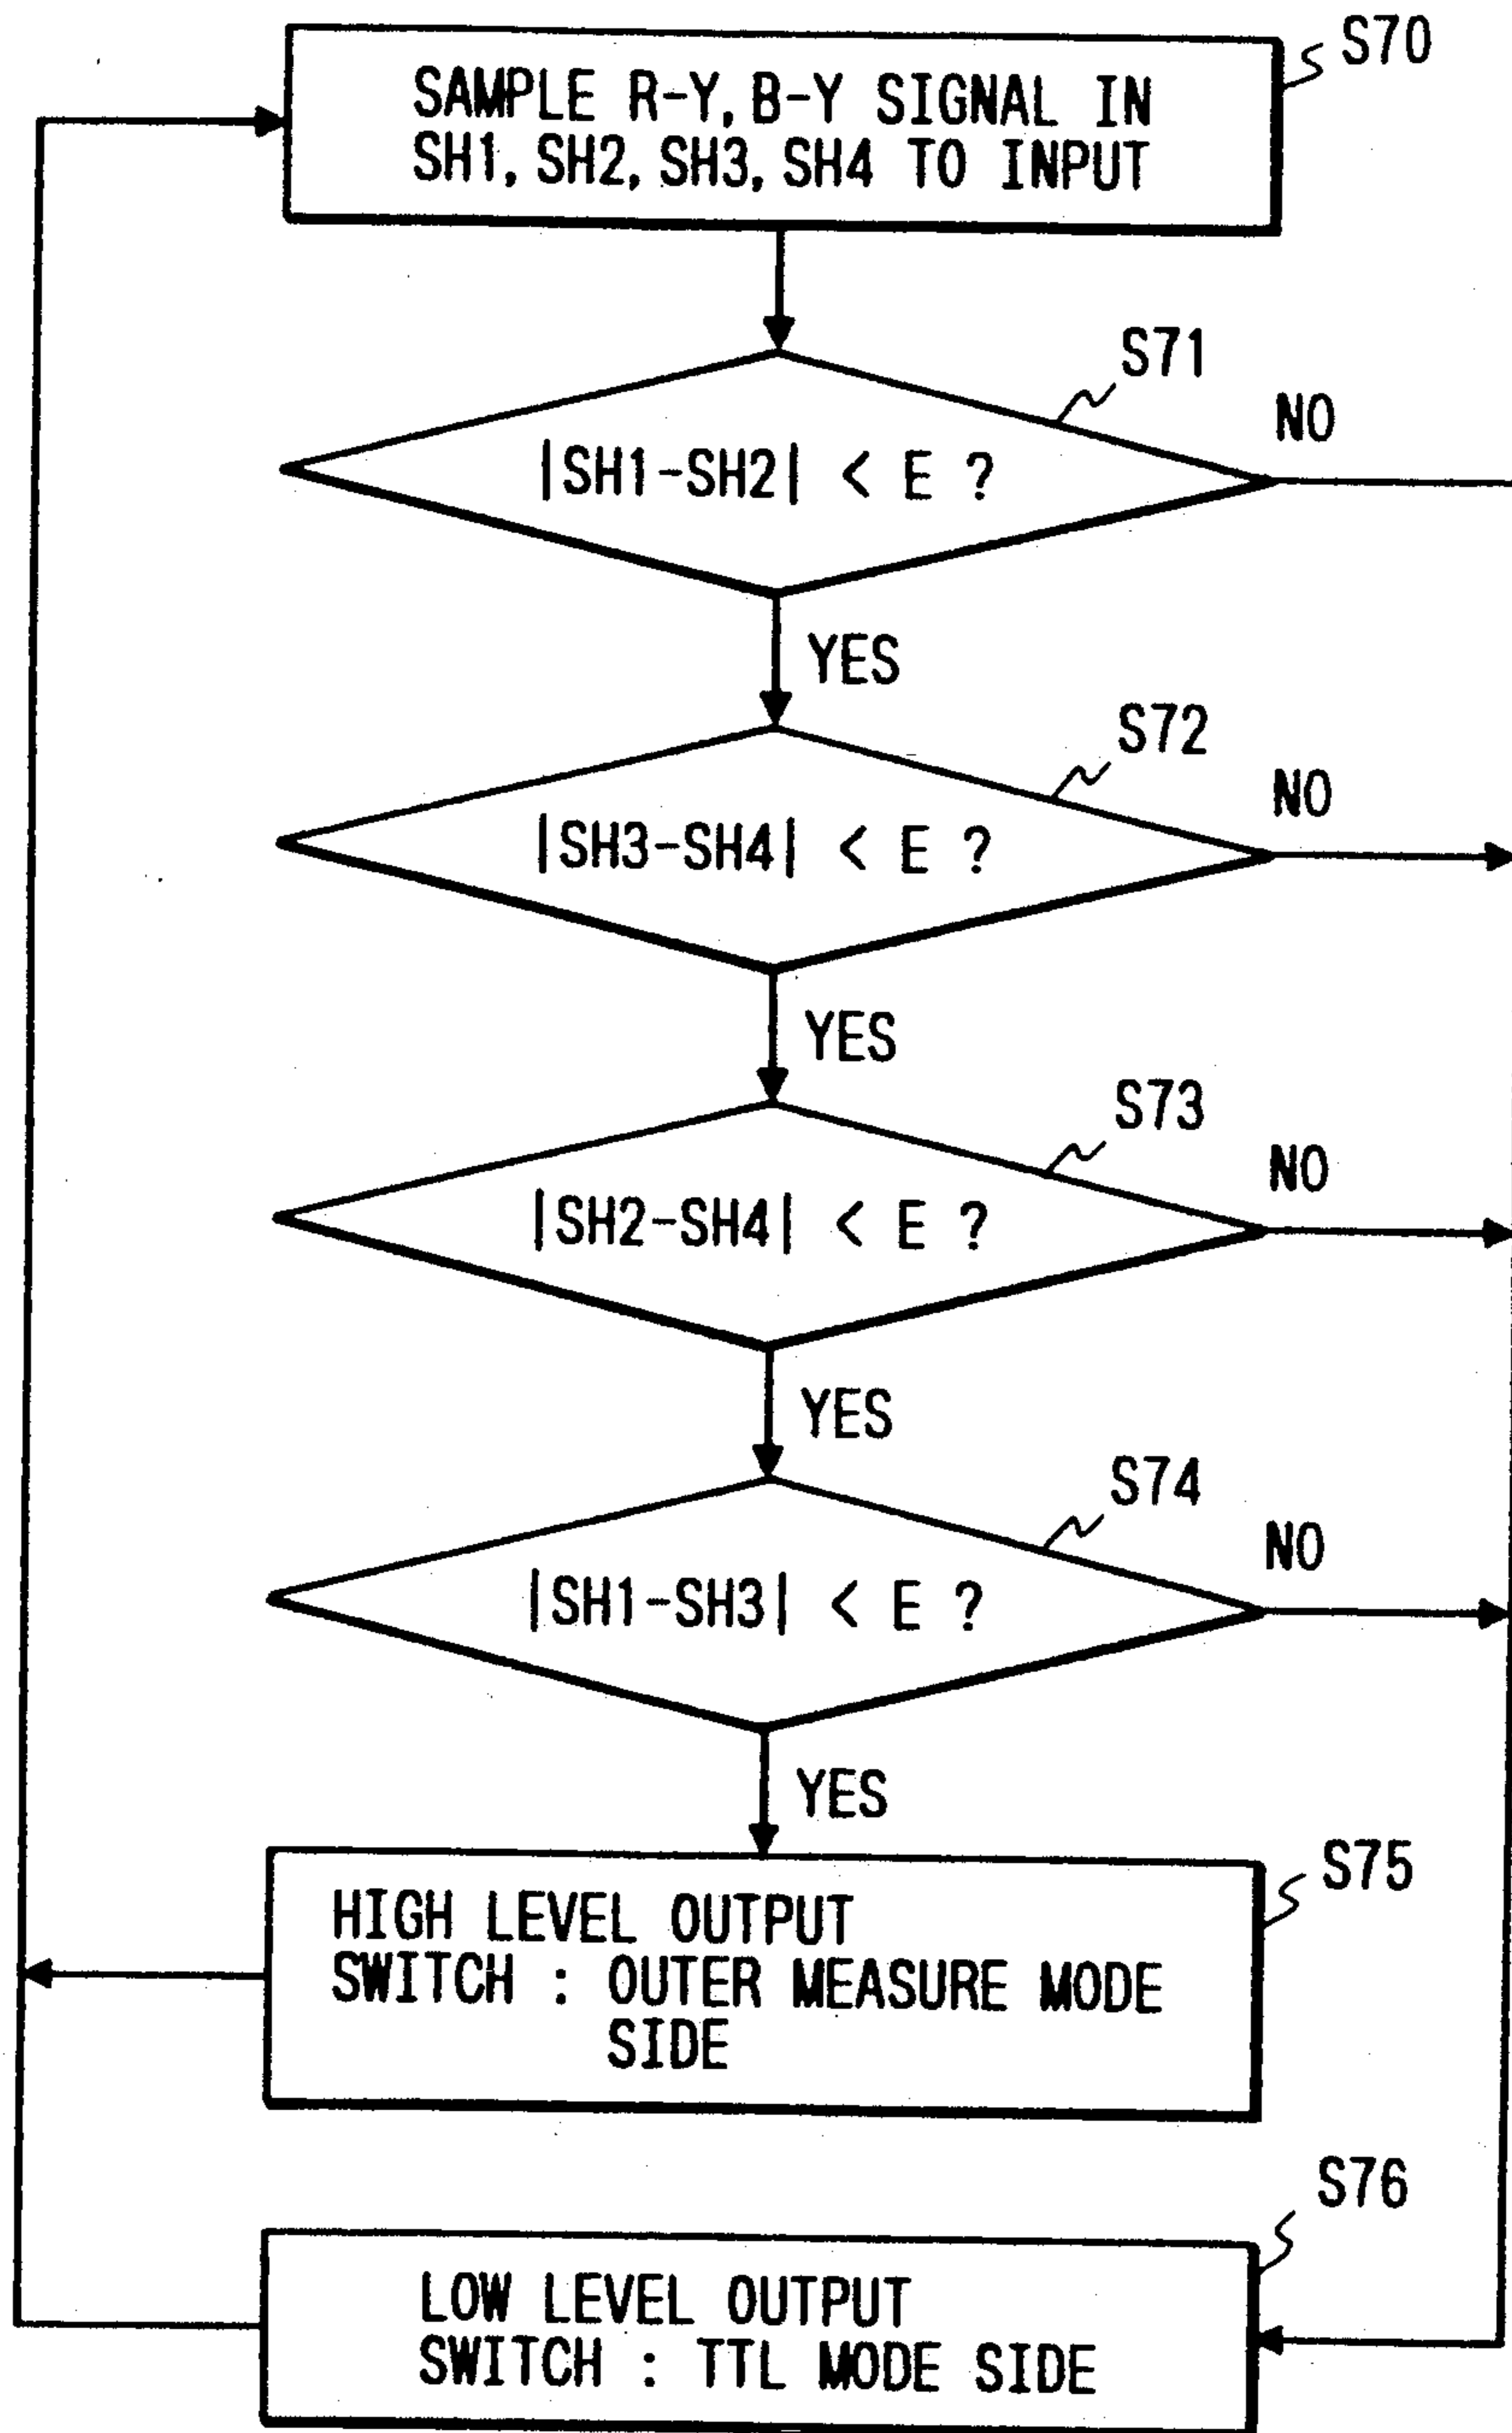 S70
SAMPLE R-Y, B-Y SIGNAL IN
SH1, SH2, SH3, SH4 TO INPUT
S71
NO
|SH1-SH2| < E ?
YES
S72
NO
|SH3-SH4| < E ?
YES
S73
NO
|SH2-SH4| < E ?
YES
S74
NO
|SH1-SH3| < E ?
YES
S75
HIGH LEVEL OUTPUT
SWITCH : OUTER MEASURE MODE
SIDE
S76
LOW LEVEL OUTPUT
SWITCH : TTL MODE SIDE